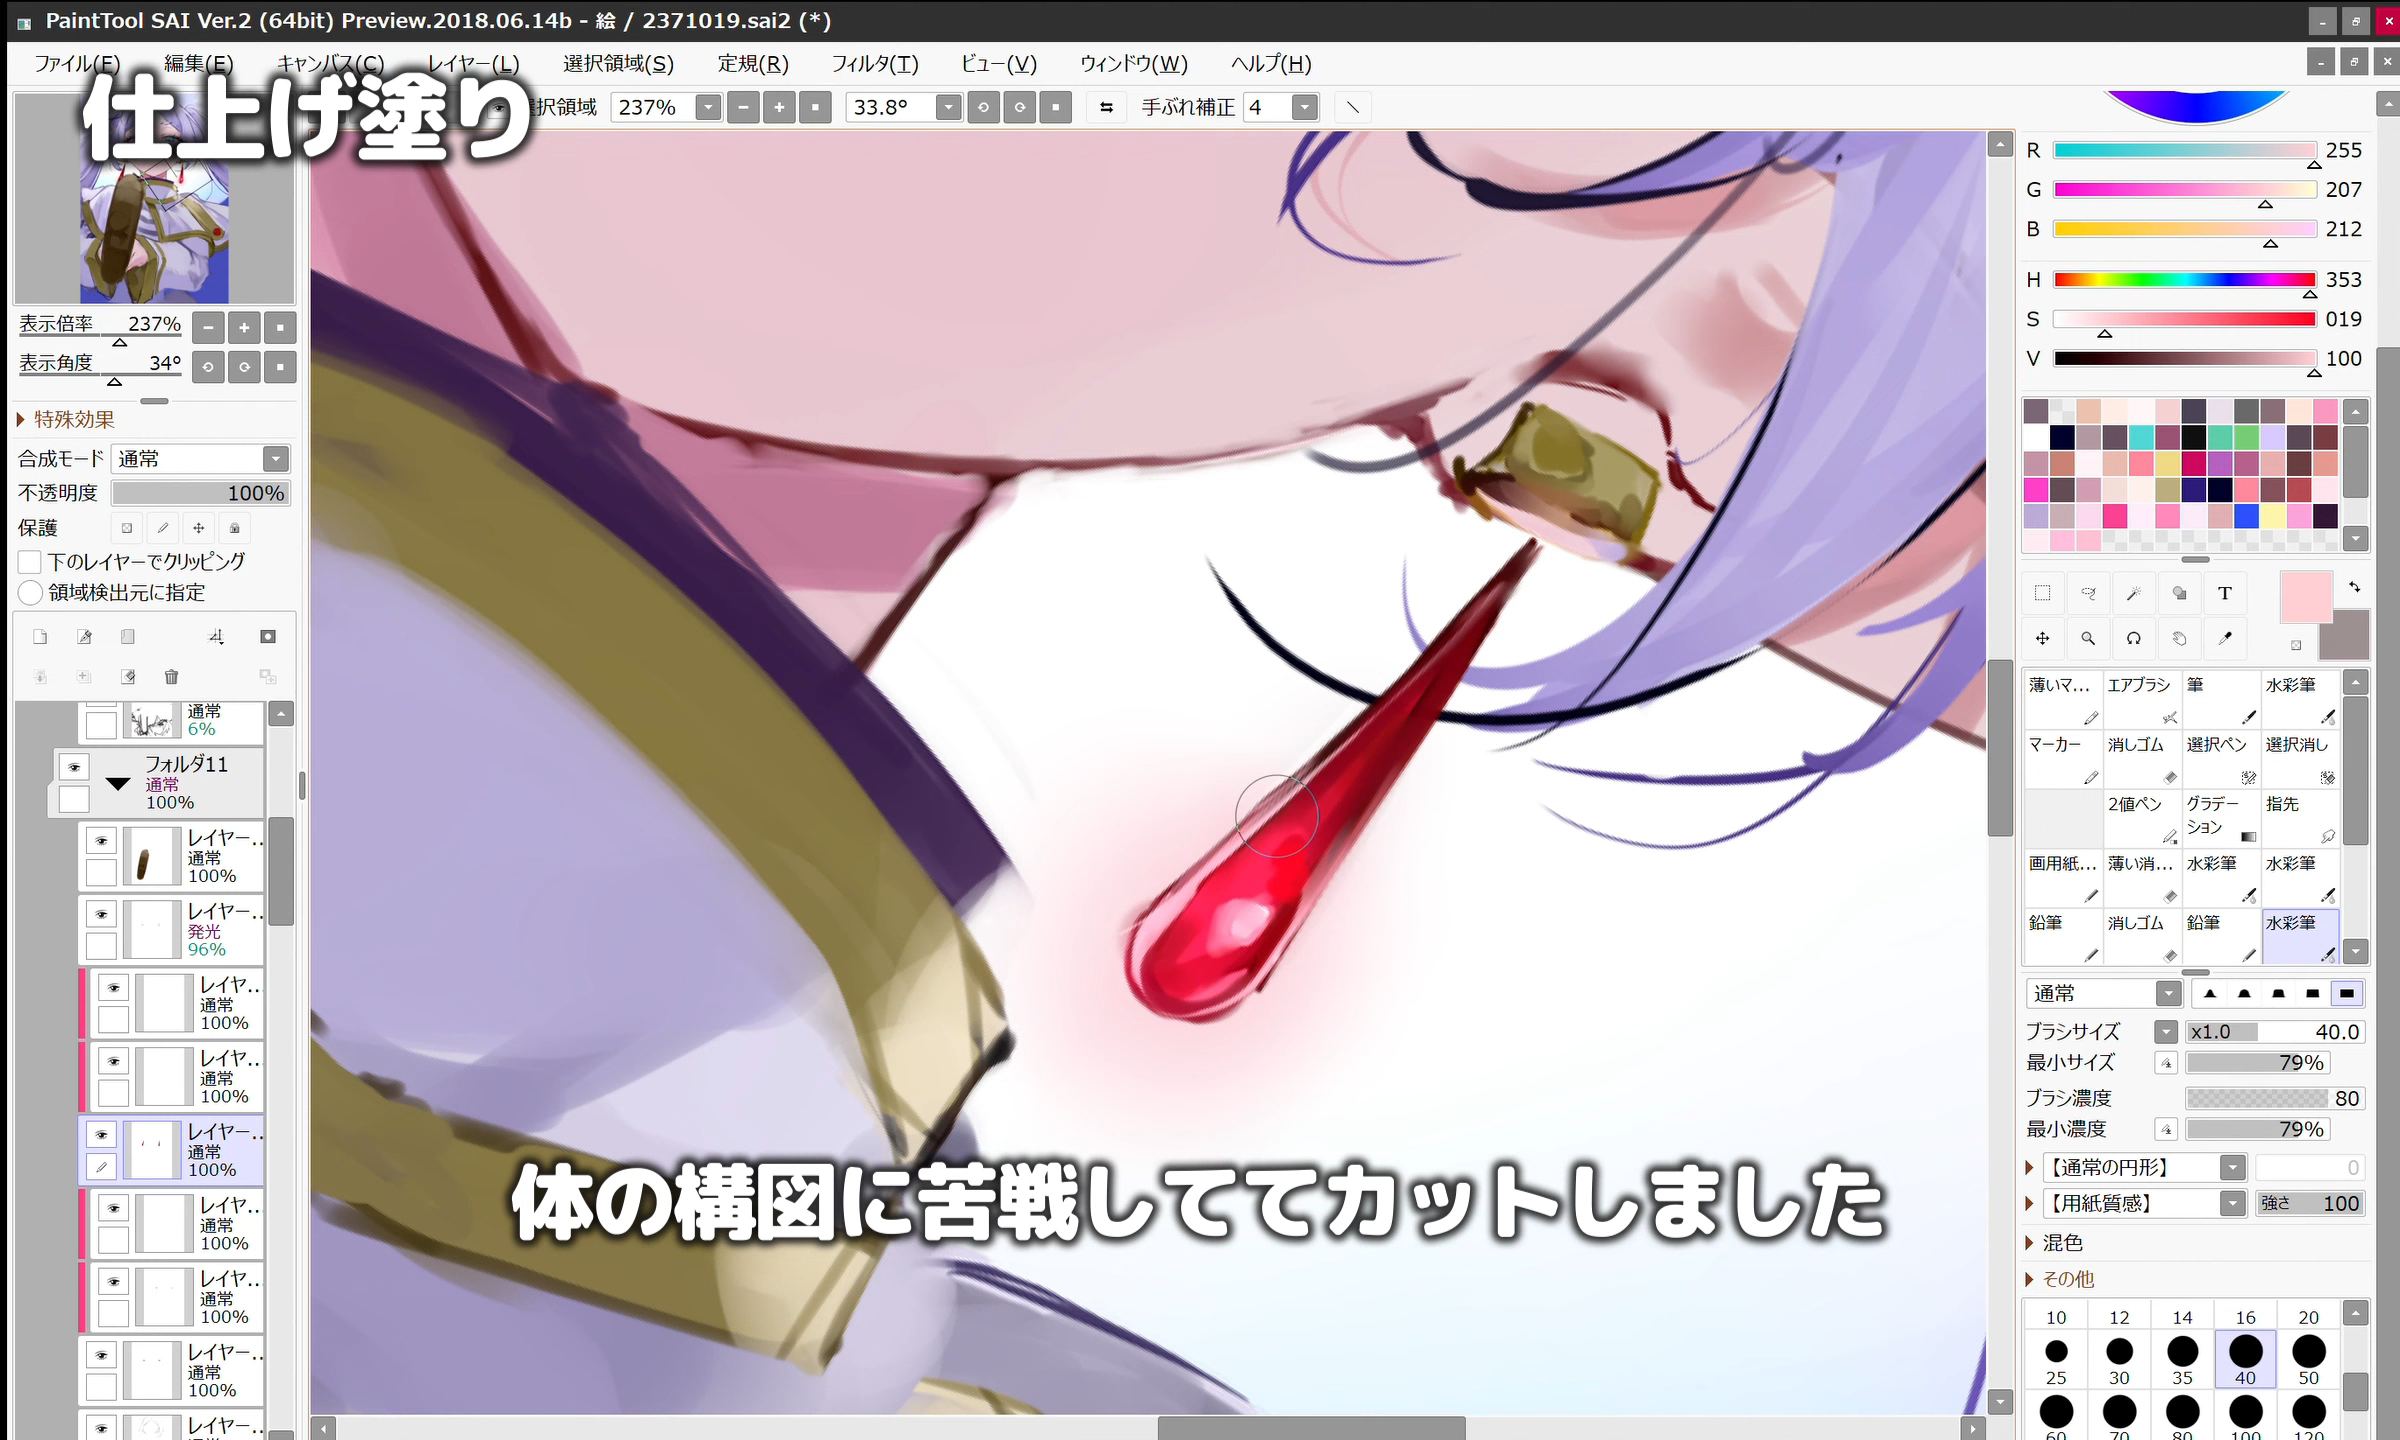 PaintTool SAI Ver.2 (64bit) Preview.2018.06.14b - 絵 / 2371019.sai2 (*)
ファイル(F) 編集(E) キャンバス(C) レイヤー(L) 選択領域(S) 定規(R) フィルタ(T) ビュー(V) ウィンドウ(W) ヘルプ(H)
仕上げ塗り
選択領域 237% 33.8° 手ぶれ補正 4
表示倍率 237%
表示角度 34°
特殊効果
合成モード 通常
不透明度 100%
保護
下のレイヤーでクリッピング
領域検出元に指定
通常
6%
フォルダ11
通常
100%
レイヤー..
通常
100%
レイヤー..
発光
96%
レイヤ...
通常
100%
レイヤ...
通常
100%
レイヤー..
通常
100%
レイヤ...
通常
100%
レイヤ...
通常
100%
レイヤー..
通常
100%
レイヤー..
体の構図に苦戦しててカットしました
R 255
G 207
B 212
H 353
S 019
V 100
T
薄いマ... エアブラシ 筆 水彩筆
マーカー 消しゴム 選択ペン 選択消し
2値ペン グラデーション 指先
画用紙... 薄い消... 水彩筆 水彩筆
鉛筆 消しゴム 鉛筆 水彩筆
通常
ブラシサイズ x1.0 40.0
最小サイズ 79%
ブラシ濃度 80
最小濃度 79%
【通常の円形】 0
【用紙質感】 強さ 100
混色
その他
10 12 14 16 20
25 30 35 40 50
60 70 80 100 120